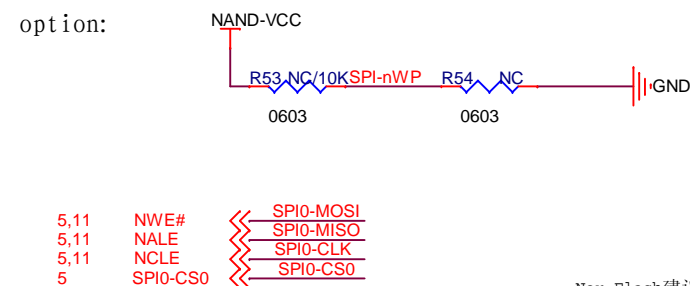 option:
NAND-VCC
R53 NC/10K SPI-nWP R54 NC
GND
0603 0603
5,11 NWE# SPI0-MOSI
5,11 NALE SPI0-MISO
5,11 NCLE SPI0-CLK
5 SPI0-CS0 SPI0-CS0